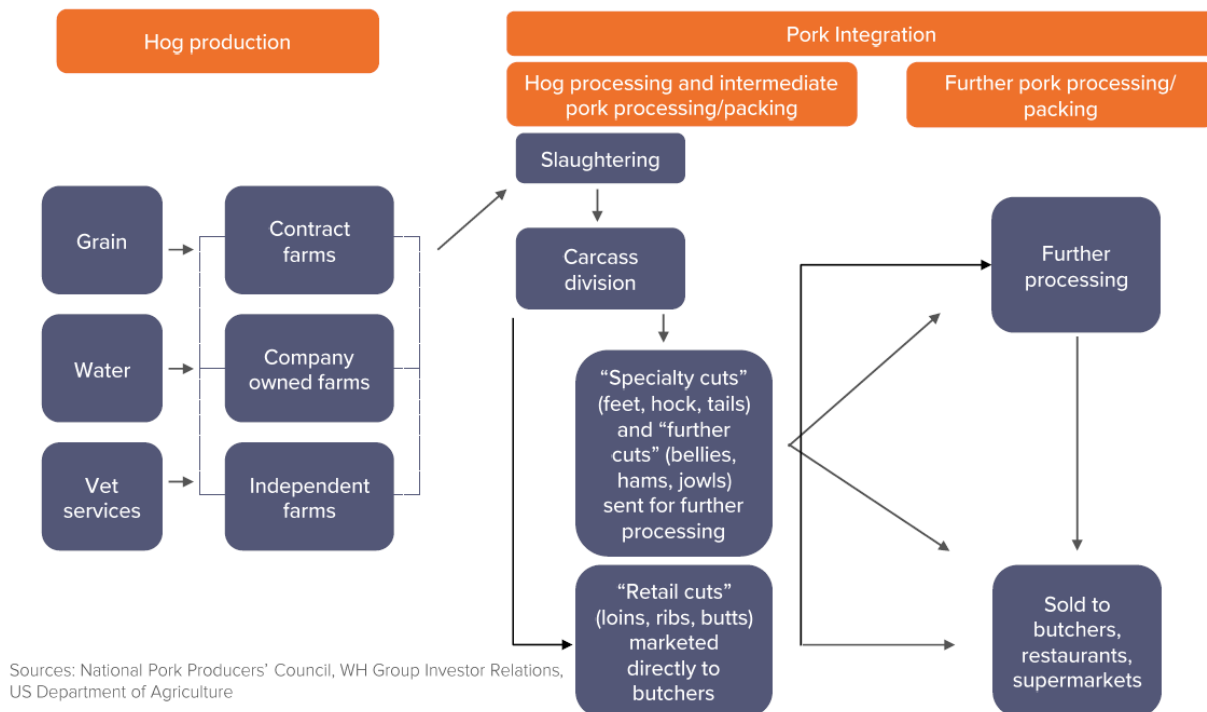 Hog production
Pork Integration
Hog processing and intermediate
pork processing/packing
Further pork processing/
packing
Slaughtering
Grain
Contract
farms
Carcass
division
Further
processing
Water
Company
owned farms
“Specialty cuts”
(feet, hock, tails)
and “further
cuts” (bellies,
hams, jowls)
sent for further
processing
Vet
services
Independent
farms
“Retail cuts”
(loins, ribs, butts)
marketed
directly to
butchers
Sold to
butchers,
restaurants,
supermarkets
Sources: National Pork Producers’ Council, WH Group Investor Relations,
US Department of Agriculture